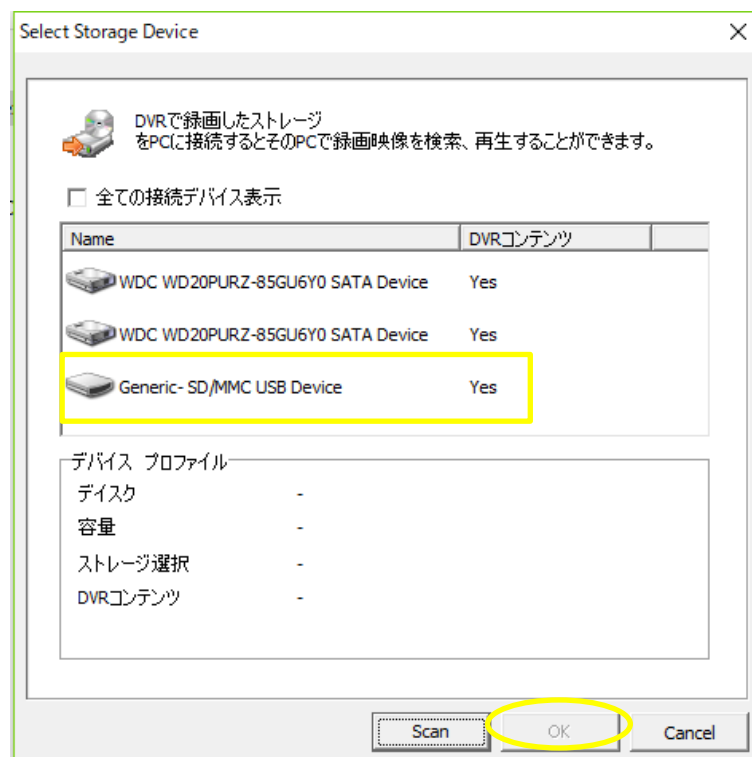 Select Storage Device
DVRで録画したストレージ
をPCに接続するとそのPCで録画映像を検索、再生することができます。
全ての接続デバイス表示
Name DVRコンテンツ
WDC WD20PURZ-85GU6Y0 SATA Device Yes
WDC WD20PURZ-85GU6Y0 SATA Device Yes
Generic- SD/MMC USB Device Yes
デバイス プロファイル
デイスク -
容量 -
ストレージ選択 -
DVRコンテンツ -
Scan OK Cancel